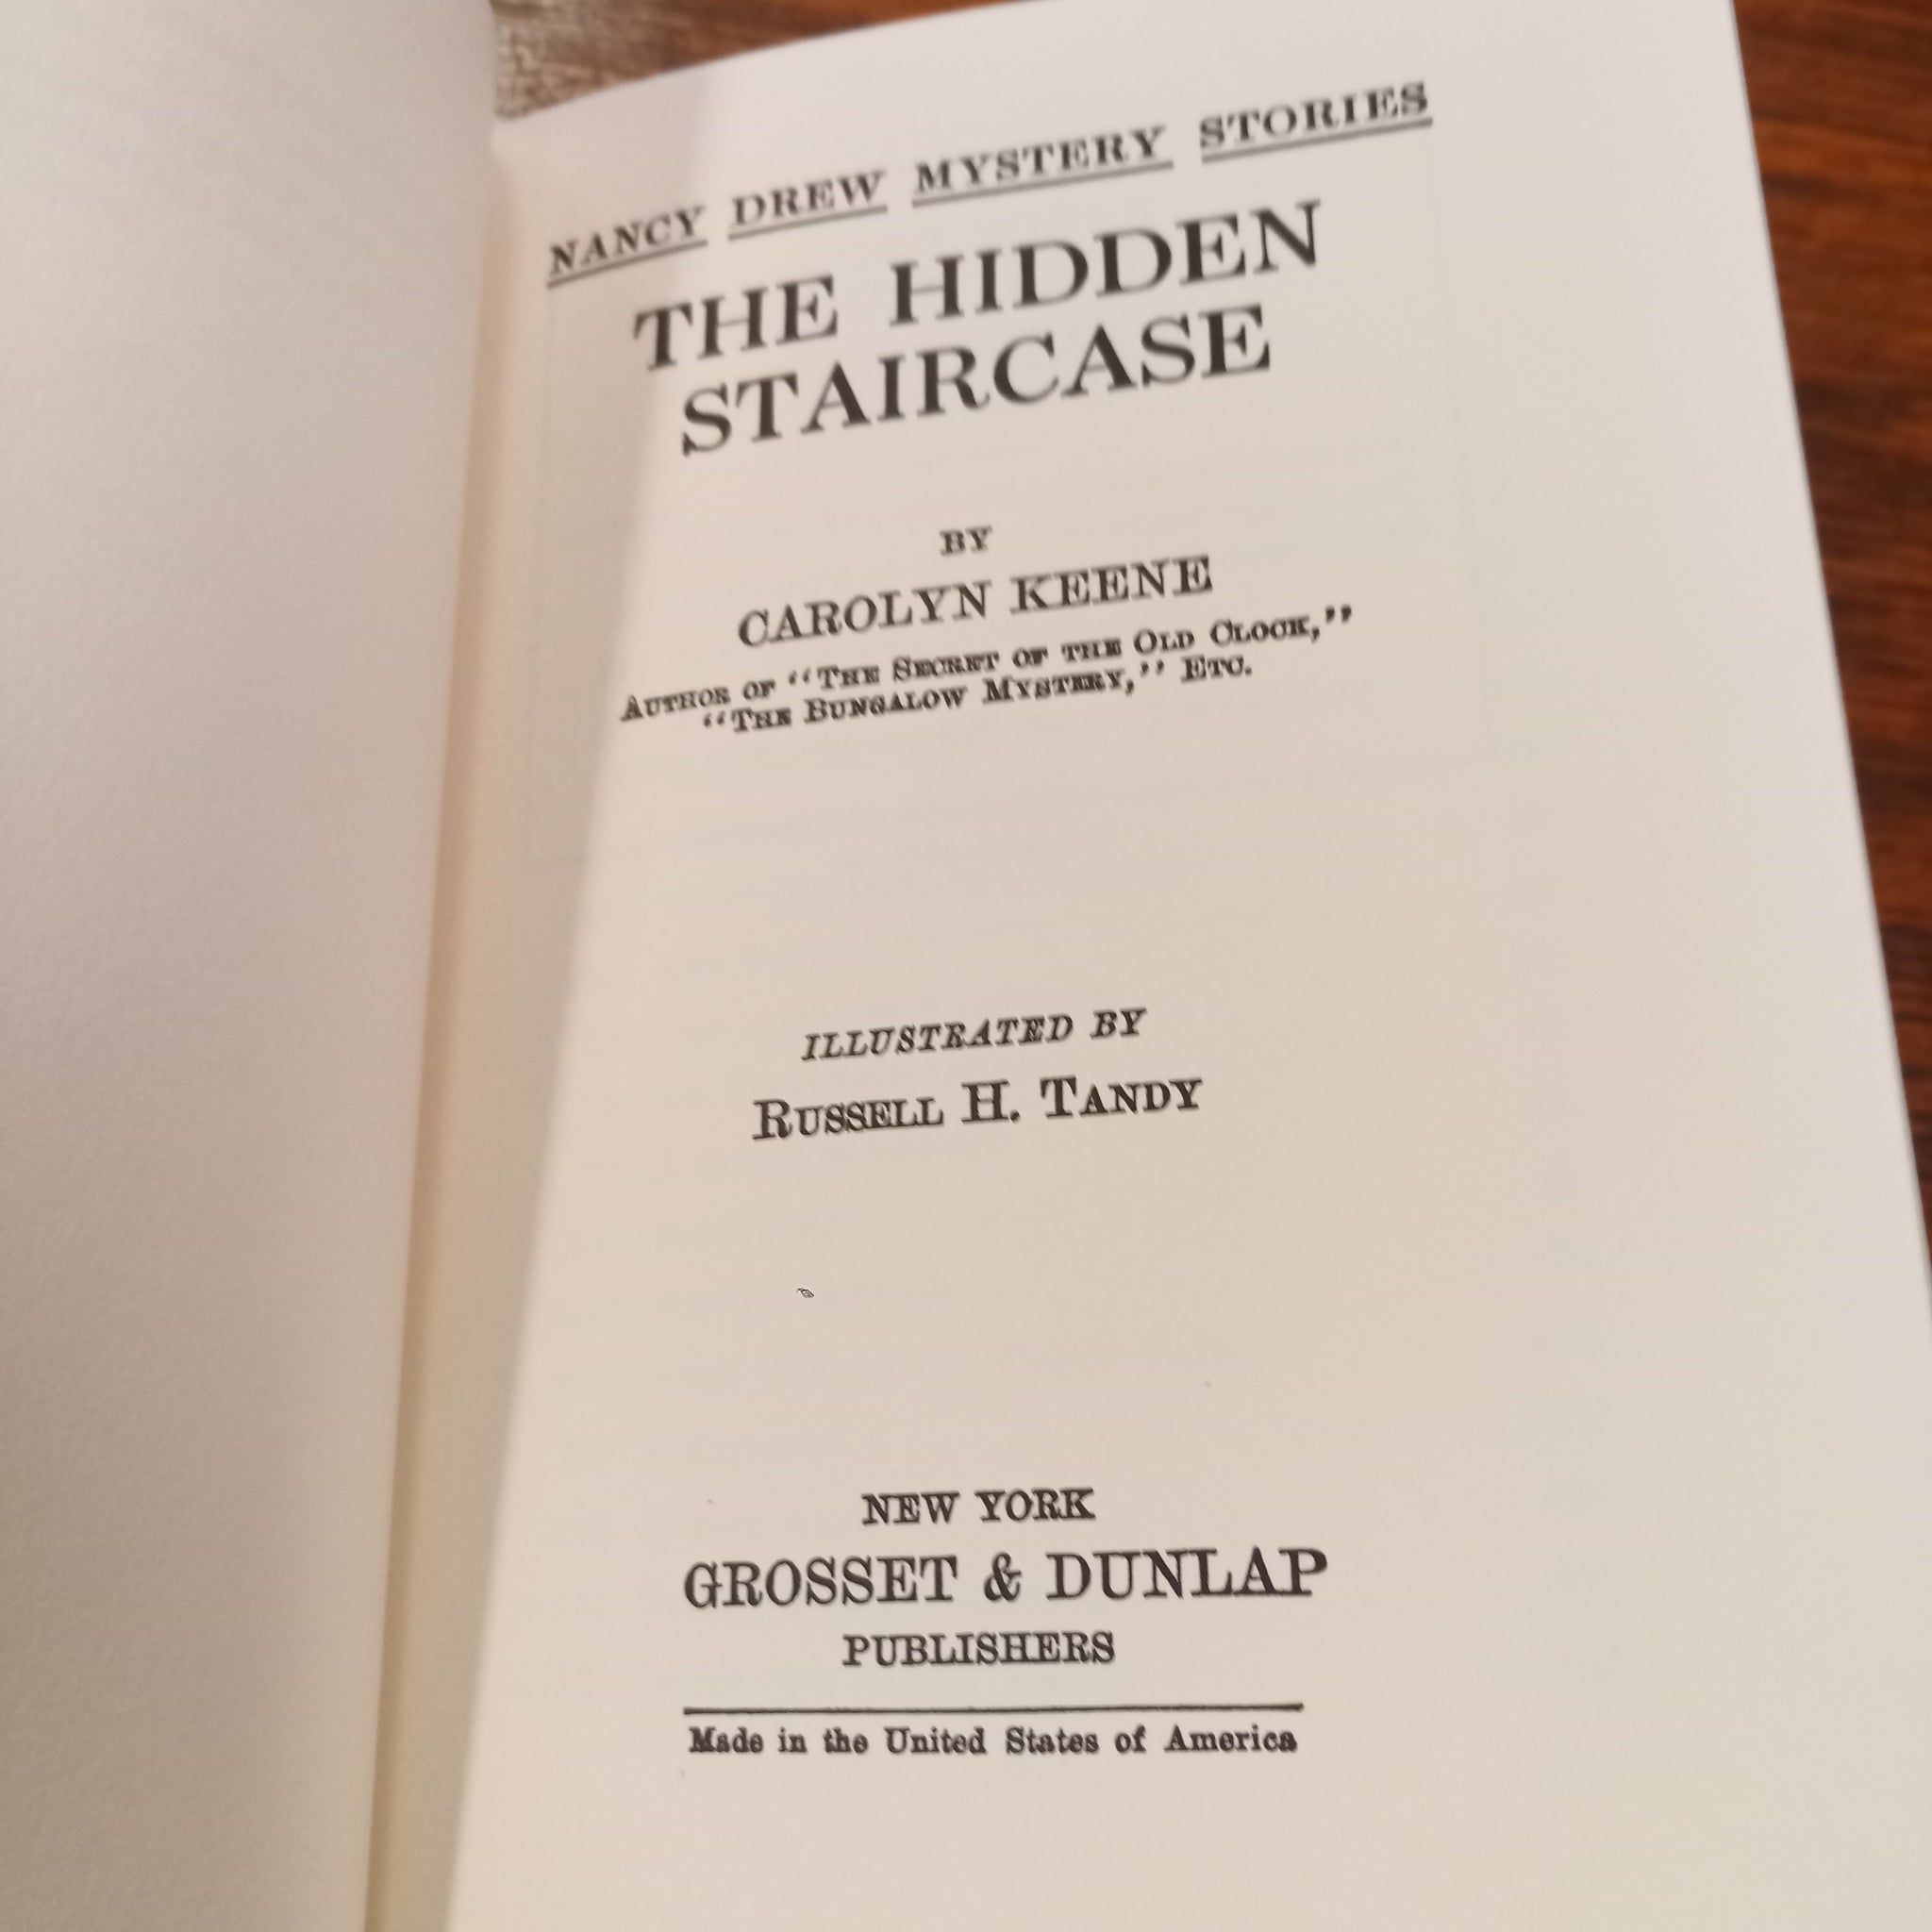 NANCY DREW MYSTERY STORIES
THE HIDDEN
STAIRCASE
BY
CAROLYN KEENE
AUTHOR OF “THE SECRET OF THE OLD CLOCK,”
“THE BUNGALOW MYSTERY,” ETC.
ILLUSTRATED BY
RUSSELL H. TANDY
NEW YORK
GROSSET & DUNLAP
PUBLISHERS
Made in the United States of America